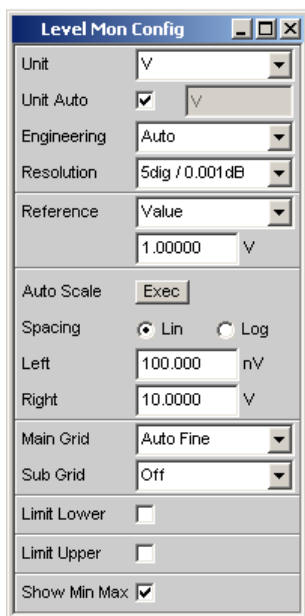 Level Mon Config
Unit V
Unit Auto V
Engineering Auto
Resolution 5dig / 0.001dB
Reference Value
1.00000 V
Auto Scale Exec
Spacing Lin Log
Left 100.000 nV
Right 10.0000 V
Main Grid Auto Fine
Sub Grid Off
Limit Lower
Limit Upper
Show Min Max